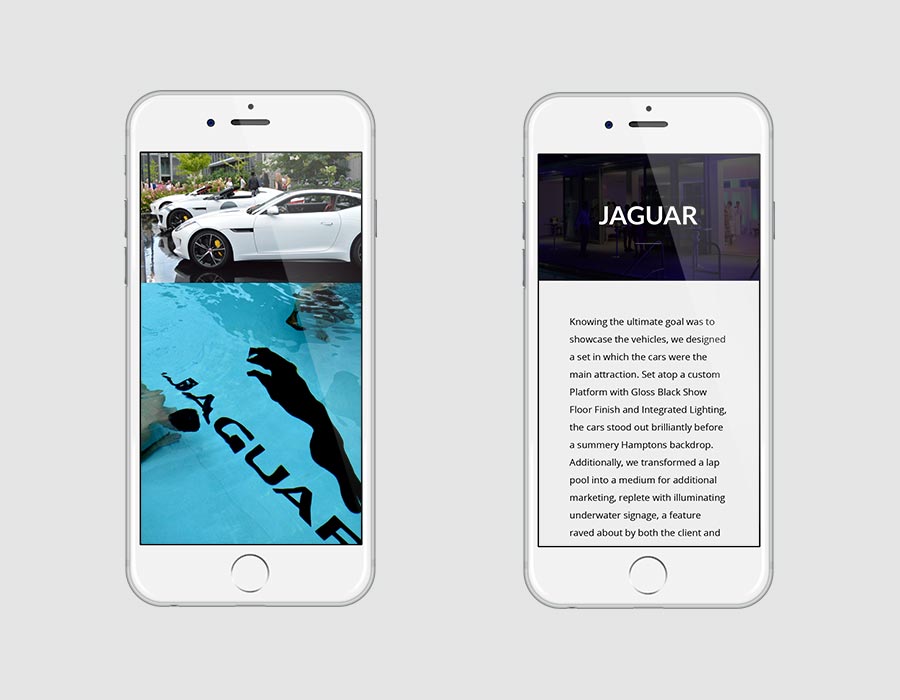 JAGUAR
JAGUAR
Knowing the ultimate goal was to
showcase the vehicles, we designed
a set in which the cars were the
main attraction. Set atop a custom
Platform with Gloss Black Show
Floor Finish and Integrated Lighting,
the cars stood out brilliantly before
a summery Hamptons backdrop.
Additionally, we transformed a lap
pool into a medium for additional
marketing, replete with illuminating
underwater signage, a feature
raved about by both the client and